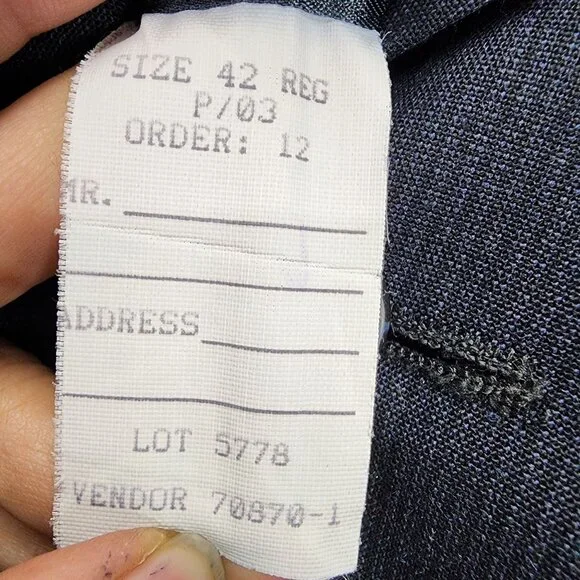 SIZE 42 REG
P/03
ORDER: 12
MR.
ADDRESS
LOT 5778
VENDOR 70870-1